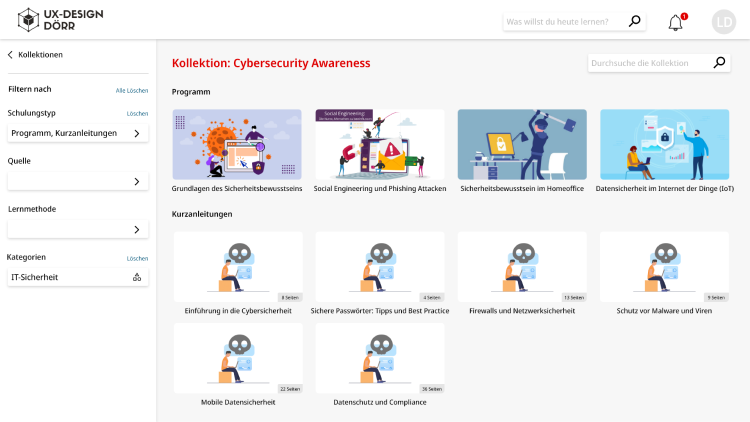 UX-DESIGN
DÖRR
Was willst du heute lernen?
1
LD
Kollektionen
Filtern nach
Alle Löschen
Schulungstyp
Löschen
Programm, Kurzanleitungen
Quelle
Lernmethode
Kategorien
Löschen
IT-Sicherheit
Kollektion: Cybersecurity Awareness
Durchsuche die Kollektion
Programm
Social Engineering:
Grundlagen des Sicherheitsbewusstseins
Social Engineering und Phishing Attacken
Sicherheitsbewusstsein im Homeoffice
Datensicherheit im Internet der Dinge (IoT)
Kurzanleitungen
8 Seiten
4 Seiten
13 Seiten
9 Seiten
Einführung in die Cybersicherheit
Sichere Passwörter: Tipps und Best Practice
Firewalls und Netzwerksicherheit
Schutz vor Malware und Viren
22 Seiten
36 Seiten
Mobile Datensicherheit
Datenschutz und Compliance